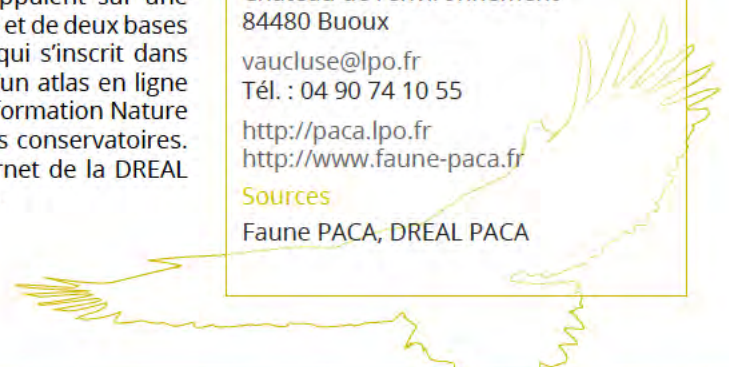 et de deux bases
qui s'inscrit dans
un atlas en ligne
formation Nature
s conservatoires.
rnet de la DREAL
84480 Buoux
vaucluse@lpo.fr
Tél. : 04 90 74 10 55
http://paca.lpo.fr
http://www.faune-paca.fr
Sources
Faune PACA, DREAL PACA